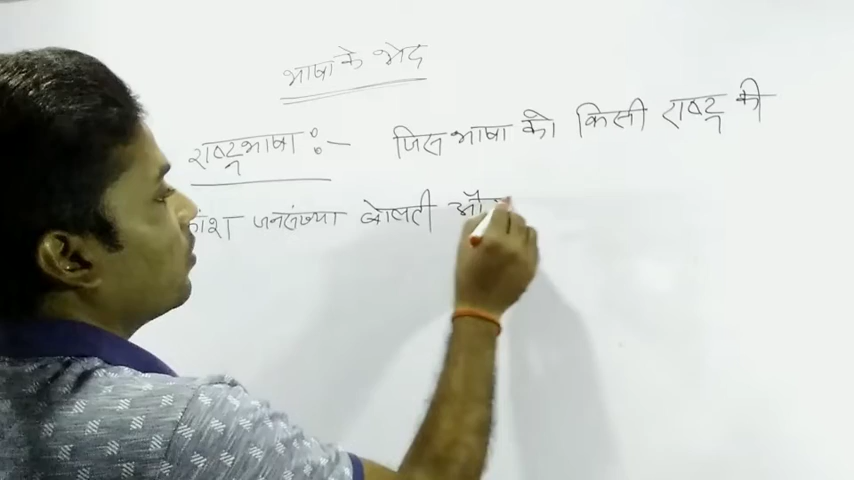 भाषा के भेद
राष्ट्रभाषा :- जिस भाषा को किसी राष्ट्र की
जनसंख्या बोलती